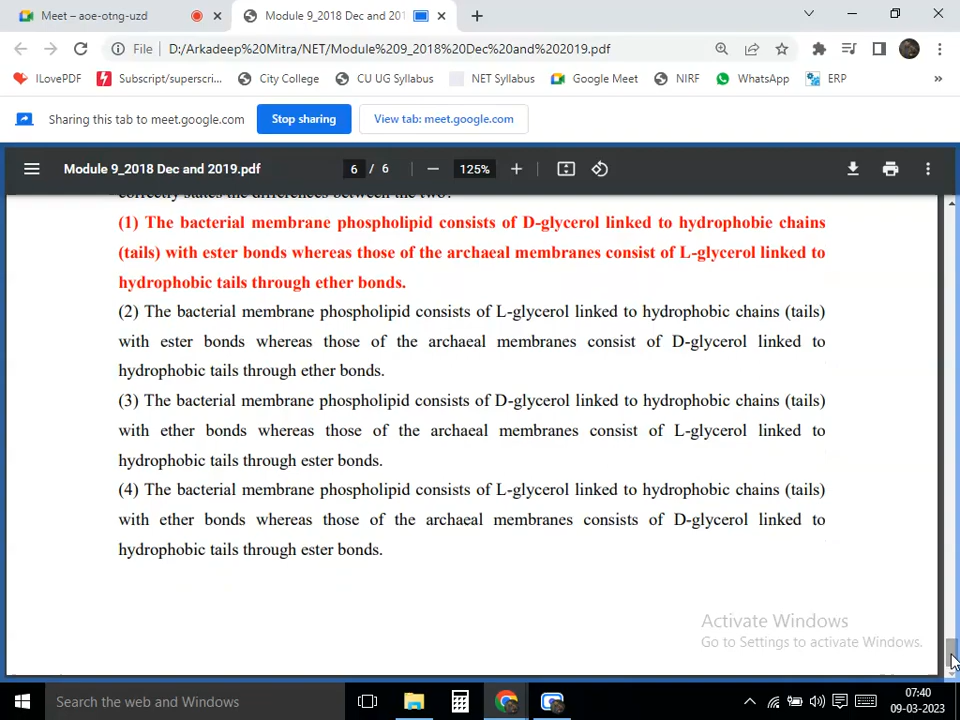 Meet – aoe-otng-uzd
Module 9_2018 Dec and 201
File
D:/Arkadeep%20Mitra/NET/Module%209_2018%20Dec%20and%202019.pdf
ILovePDF
Subscript/superscri...
City College
CU UG Syllabus
NET Syllabus
Google Meet
NIRF
WhatsApp
ERP
Sharing this tab to meet.google.com
Stop sharing
View tab: meet.google.com
Module 9_2018 Dec and 2019.pdf
6 / 6
125%
correctly states the differences between the two?
(1) The bacterial membrane phospholipid consists of D-glycerol linked to hydrophobic chains
(tails) with ester bonds whereas those of the archaeal membranes consist of L-glycerol linked to
hydrophobic tails through ether bonds.
(2) The bacterial membrane phospholipid consists of L-glycerol linked to hydrophobic chains (tails)
with ester bonds whereas those of the archaeal membranes consist of D-glycerol linked to
hydrophobic tails through ether bonds.
(3) The bacterial membrane phospholipid consists of D-glycerol linked to hydrophobic chains (tails)
with ether bonds whereas those of the archaeal membranes consist of L-glycerol linked to
hydrophobic tails through ester bonds.
(4) The bacterial membrane phospholipid consists of L-glycerol linked to hydrophobic chains (tails)
with ether bonds whereas those of the archaeal membranes consists of D-glycerol linked to
hydrophobic tails through ester bonds.
Activate Windows
Go to Settings to activate Windows.
Search the web and Windows
07:40
09-03-2023